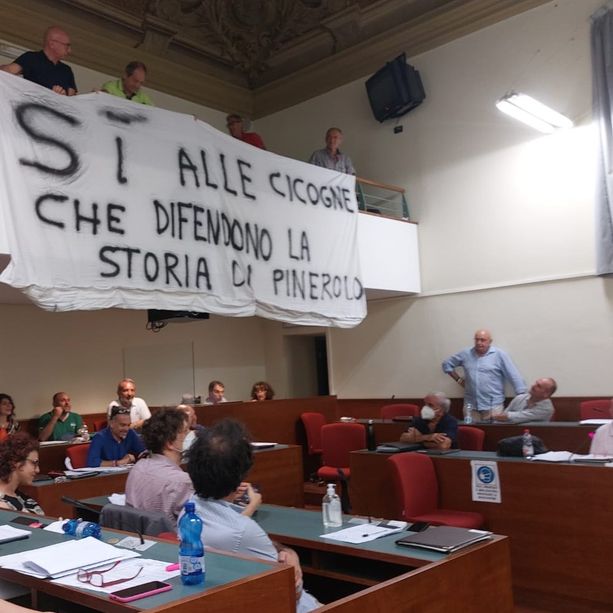 SÌ ALLE CICOGNE
CHE DIFENDONO LA
STORIA DI PINEROLO